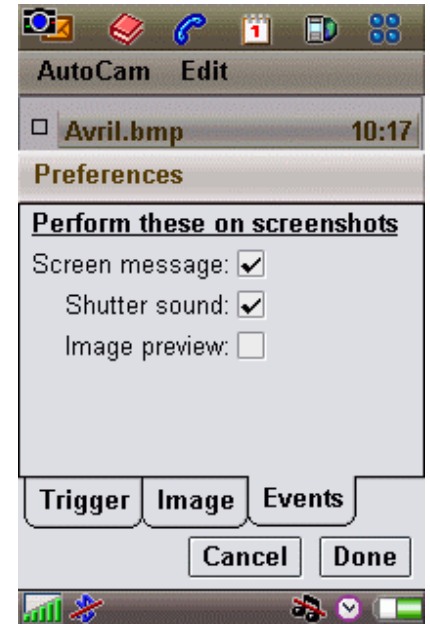 1
AutoCam Edit
Avril.bmp 10:17
Preferences
Perform these on screenshots
Screen message:
Shutter sound:
Image preview:
Trigger Image Events
Cancel Done